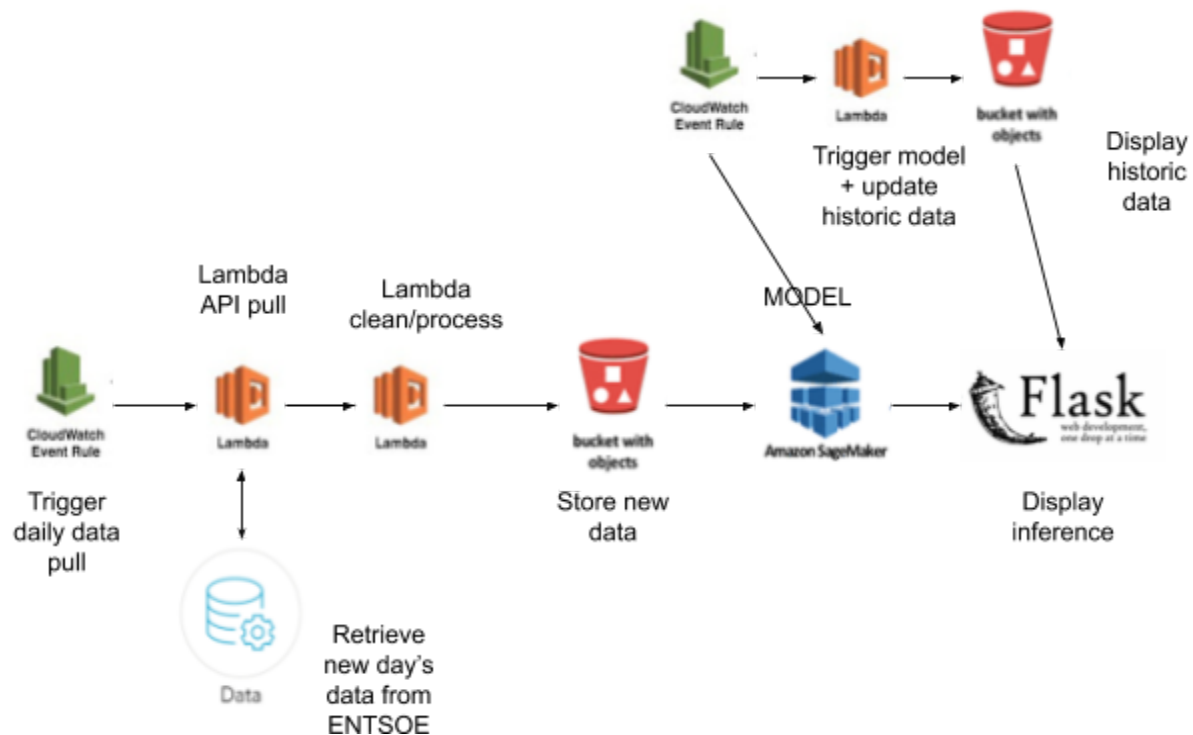 CloudWatch
Event Rule
Lambda
bucket with
objects
Trigger model
+ update
historic data
Display
historic
data
Lambda
API pull
Lambda
clean/process
MODEL
CloudWatch
Event Rule
Lambda
Lambda
bucket with
objects
Amazon SageMaker
Flask
web development,
one drop at a time
Trigger
daily data
pull
Store new
data
Display
inference
Data
Retrieve
new day's
data from
ENTSOE